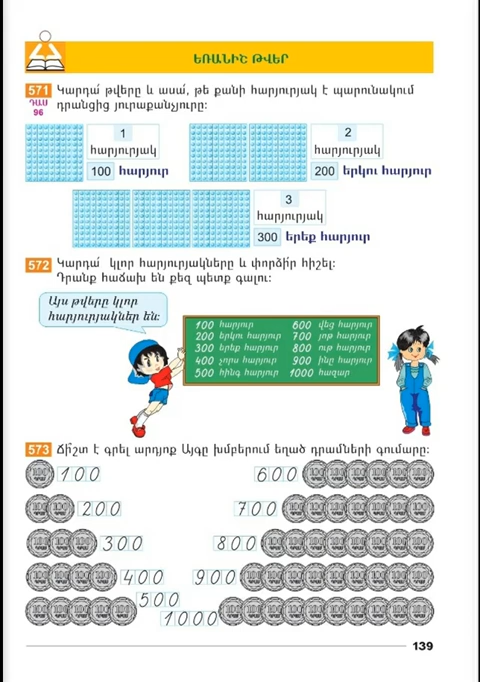 ԵՌԱՆԻՇ ԹՎԵՐ
571 Կարդա՛ թվերը և ասա՛, թե քանի հարյուրյակ է պարունակում
ԴԱՍ
96
դրանցից յուրաքանչյուրը:
1
հարյուրյակ
100 հարյուր
2
հարյուրյակ
200 երկու հարյուր
3
հարյուրյակ
300 երեք հարյուր
572 Կարդա՛ կլոր հարյուրյակները և փորձի՛ր հիշել:
Դրանք հաճախ են քեզ պետք գալու:
Այս թվերը կլոր
հարյուրյակներ են:
100 հարյուր 600 վեց հարյուր
200 երկու հարյուր 700 յոթ հարյուր
300 երեք հարյուր 800 ութ հարյուր
400 չորս հարյուր 900 ինը հարյուր
500 հինգ հարյուր 1000 հազար
573 Ճի՞շտ է գրել արդյոք Այգը խմբերում եղած դրամների գումարը:
100 600
200 700
300 800
400 900
500
1000
139